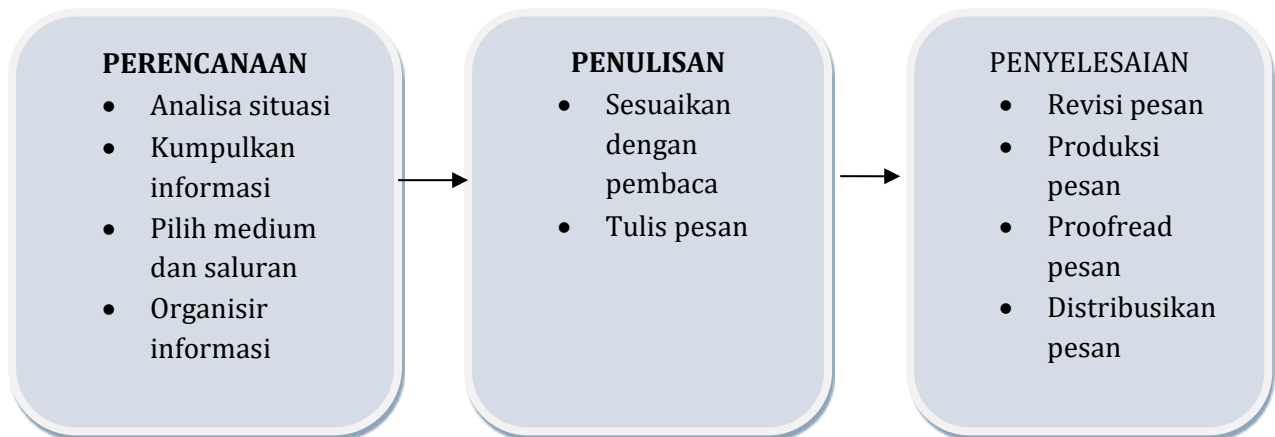 PERENCANAAN
• Analisa situasi
• Kumpulkan
informasi
• Pilih medium
dan saluran
• Organisir
informasi
PENULISAN
• Sesuaikan
dengan
pembaca
• Tulis pesan
PENYELESAIAN
• Revisi pesan
• Produksi
pesan
• Proofread
pesan
• Distribusikan
pesan